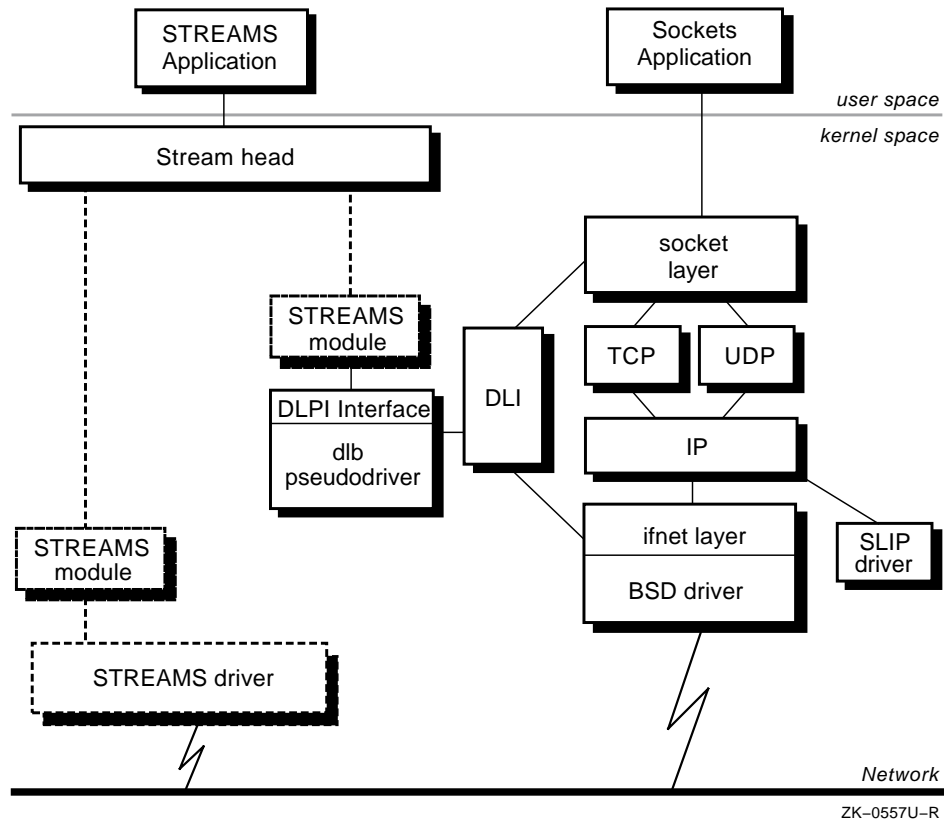 STREAMS
Application
Sockets
Application
user space
kernel space
Stream head
socket
layer
STREAMS
module
TCP
UDP
DLI
DLPI Interface
dlb
pseudodriver
IP
ifnet layer
BSD driver
SLIP
driver
STREAMS
module
STREAMS driver
Network
ZK–0557U–R